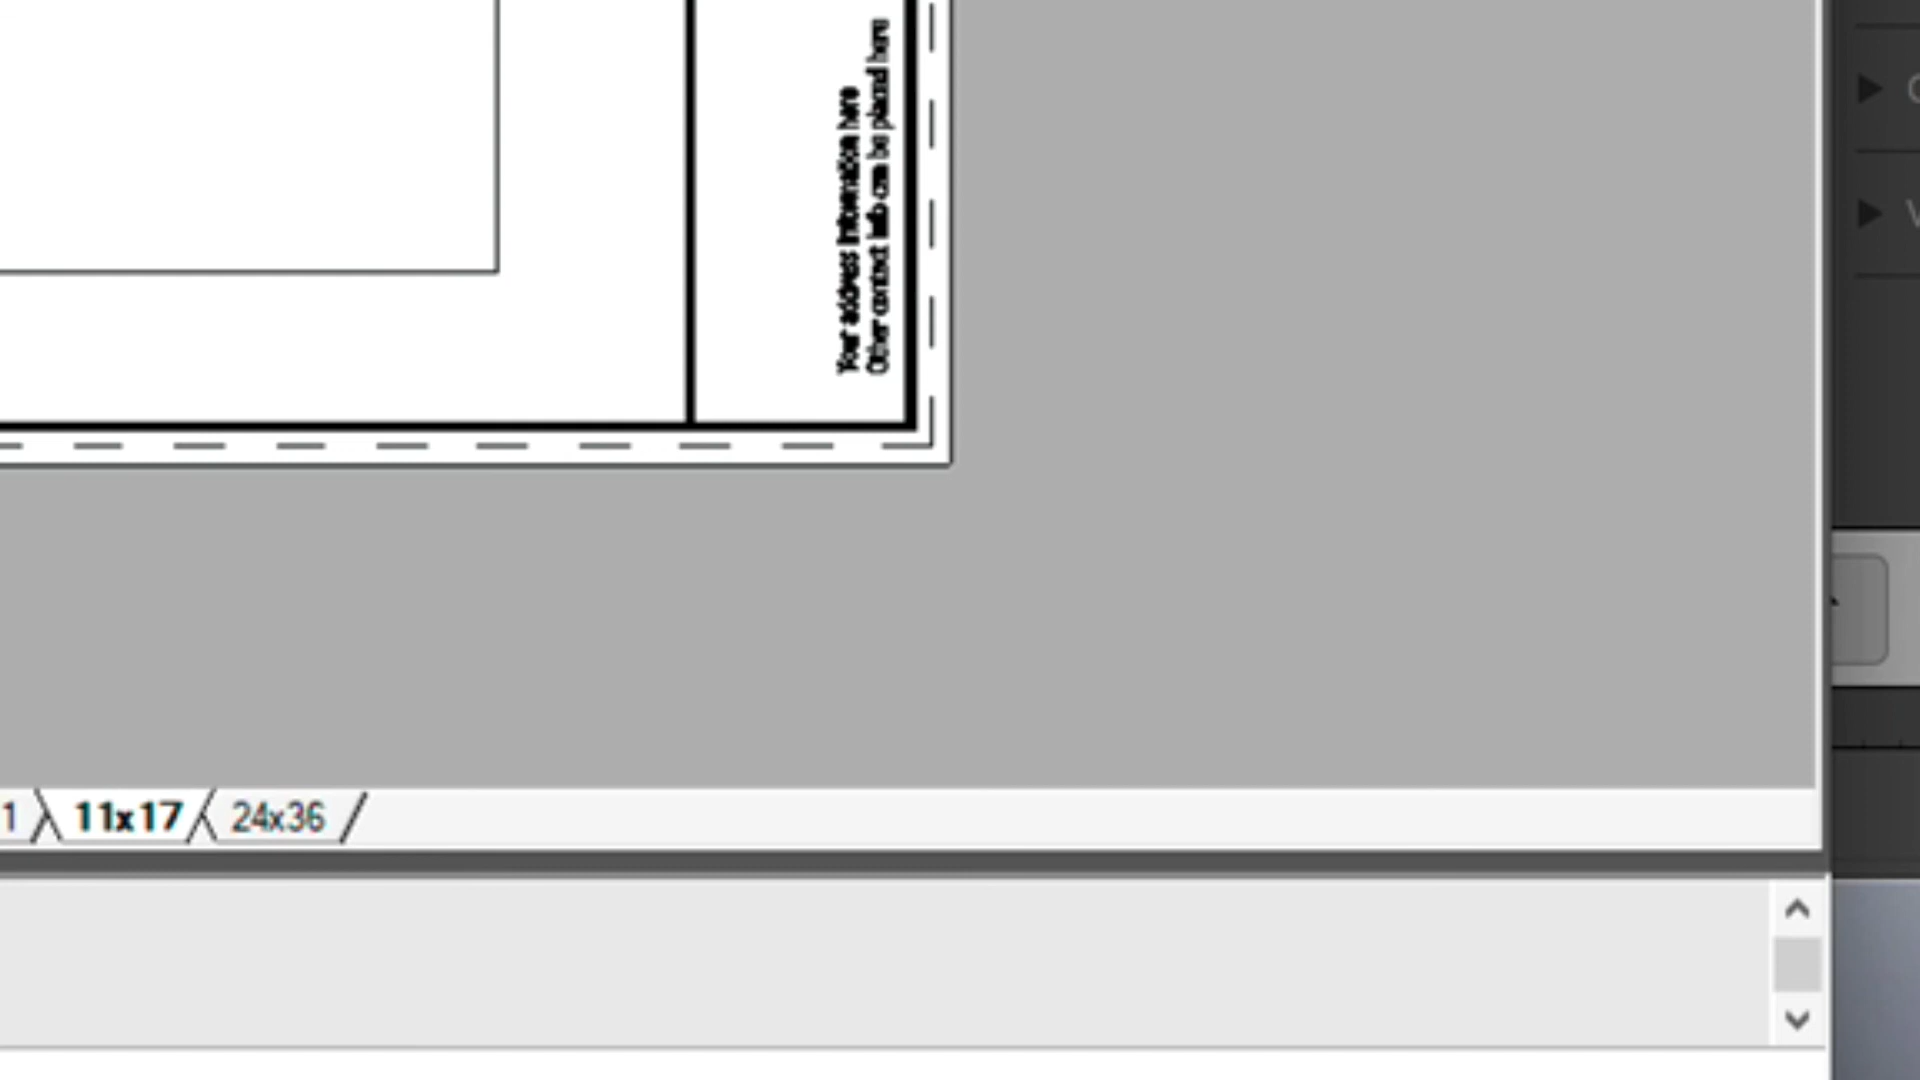 Your address information here
Other contact info can be placed here
1
11x17
24x36